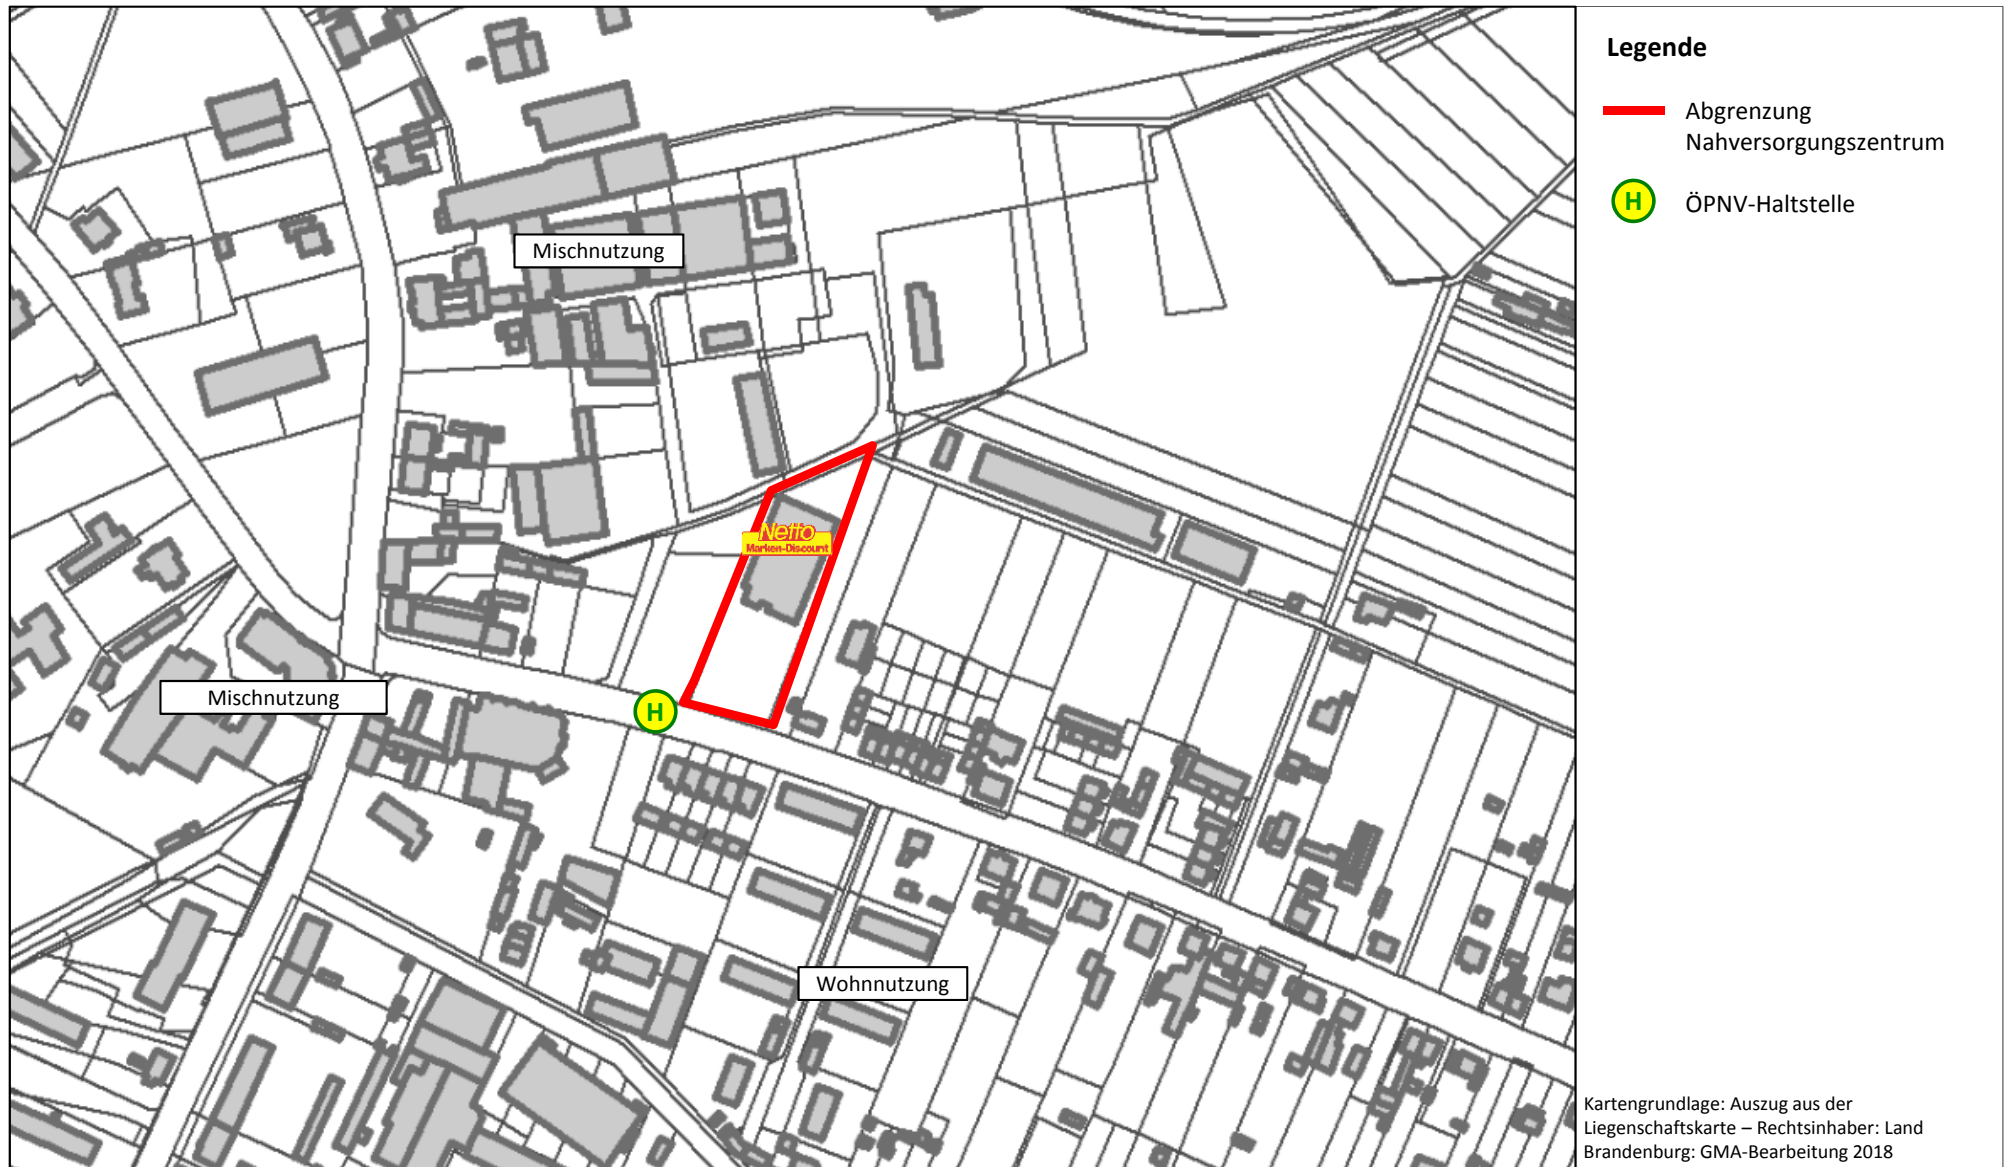 Legende
Abgrenzung
Nahversorgungszentrum
H
ÖPNV-Haltstelle
Mischnutzung
Netto
Marken-Discount
Mischnutzung
H
Wohnnutzung
Kartengrundlage: Auszug aus der
Liegenschaftskarte – Rechtsinhaber: Land
Brandenburg: GMA-Bearbeitung 2018